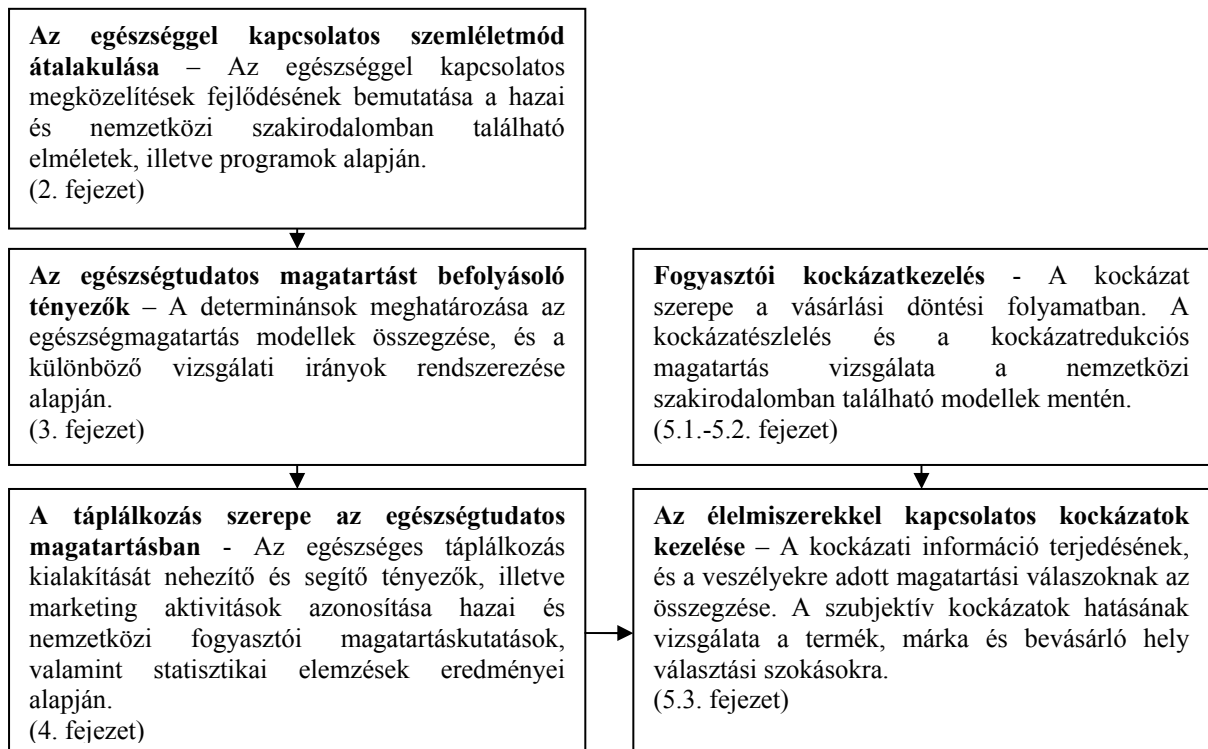 Az egészséggel kapcsolatos szemléletmód
átalakulása – Az egészséggel kapcsolatos
megközelítések fejlődésének bemutatása a hazai
és nemzetközi szakirodalomban található
elméletek, illetve programok alapján.
(2. fejezet)
Az egészségtudatos magatartást befolyásoló
tényezők – A determinánsok meghatározása az
egészségmagatartás modellek összegzése, és a
különböző vizsgálati irányok rendszerezése
alapján.
(3. fejezet)
Fogyasztói kockázatkezelés - A kockázat
szerepe a vásárlási döntési folyamatban. A
kockázatészlelés és a kockázatredukciós
magatartás vizsgálata a nemzetközi
szakirodalomban található modellek mentén.
(5.1.-5.2. fejezet)
A táplálkozás szerepe az egészségtudatos
magatartásban - Az egészséges táplálkozás
kialakítását nehezítő és segítő tényezők, illetve
marketing aktivitások azonosítása hazai és
nemzetközi fogyasztói magatartáskutatások,
valamint statisztikai elemzések eredményei
alapján.
(4. fejezet)
Az élelmiszerekkel kapcsolatos kockázatok
kezelése – A kockázati információ terjedésének,
és a veszélyekre adott magatartási válaszoknak az
összegzése. A szubjektív kockázatok hatásának
vizsgálata a termék, márka és bevásárló hely
választási szokásokra.
(5.3. fejezet)